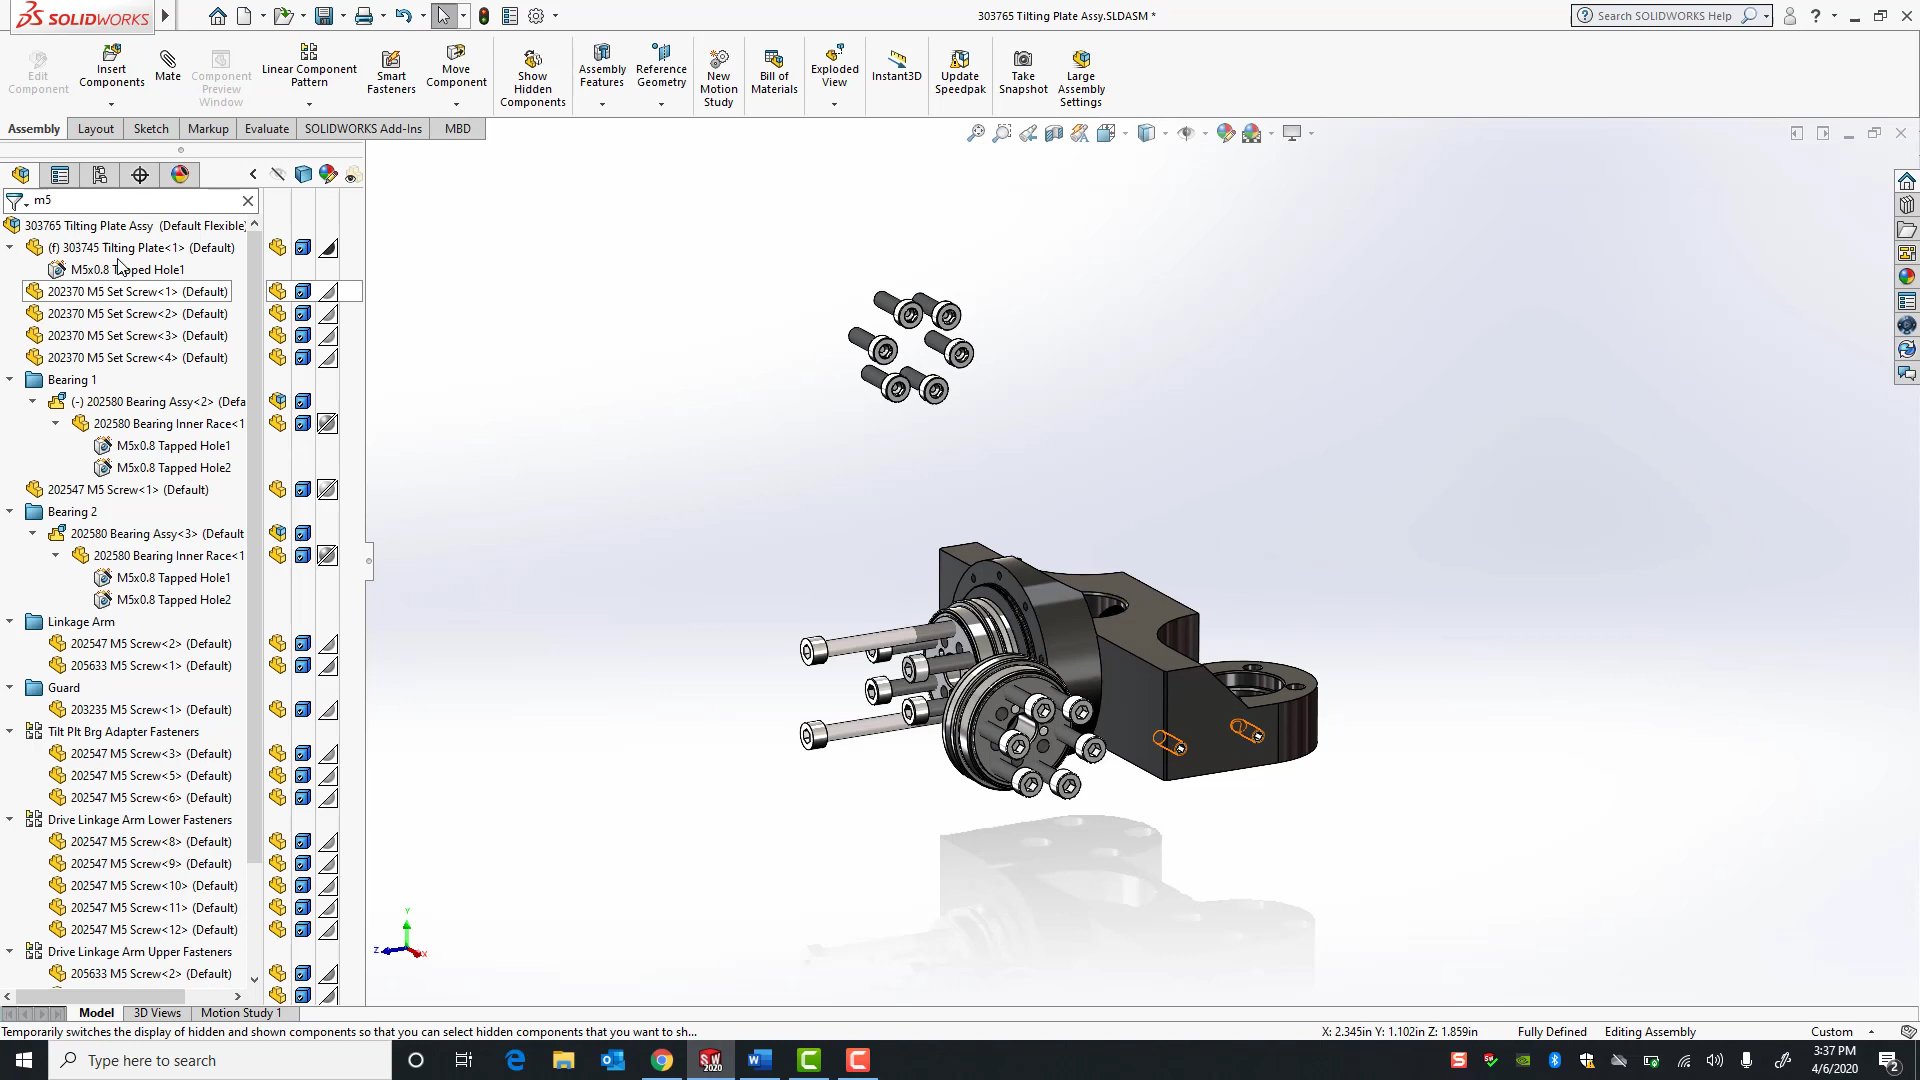 SOLIDWORKS
303765 Tilting Plate Assy.SLDASM *
Search SOLIDWORKS Help
Edit Component
Insert Components
Mate
Component Preview Window
Linear Component Pattern
Smart Fasteners
Move Component
Show Hidden Components
Assembly Features
Reference Geometry
New Motion Study
Bill of Materials
Exploded View
Instant3D
Update Speedpak
Take Snapshot
Large Assembly Settings
Assembly Layout Sketch Markup Evaluate SOLIDWORKS Add-Ins MBD
m5
303765 Tilting Plate Assy (Default Flexible)
(f) 303745 Tilting Plate<1> (Default)
M5x0.8 Tapped Hole1
202370 M5 Set Screw<1> (Default)
202370 M5 Set Screw<2> (Default)
202370 M5 Set Screw<3> (Default)
202370 M5 Set Screw<4> (Default)
Bearing 1
(-) 202580 Bearing Assy<2> (Defa
202580 Bearing Inner Race<1
M5x0.8 Tapped Hole1
M5x0.8 Tapped Hole2
202547 M5 Screw<1> (Default)
Bearing 2
202580 Bearing Assy<3> (Default
202580 Bearing Inner Race<1
M5x0.8 Tapped Hole1
M5x0.8 Tapped Hole2
Linkage Arm
202547 M5 Screw<2> (Default)
205633 M5 Screw<1> (Default)
Guard
203235 M5 Screw<1> (Default)
Tilt Plt Brg Adapter Fasteners
202547 M5 Screw<3> (Default)
202547 M5 Screw<5> (Default)
202547 M5 Screw<6> (Default)
Drive Linkage Arm Lower Fasteners
202547 M5 Screw<8> (Default)
202547 M5 Screw<9> (Default)
202547 M5 Screw<10> (Default)
202547 M5 Screw<11> (Default)
202547 M5 Screw<12> (Default)
Drive Linkage Arm Upper Fasteners
205633 M5 Screw<2> (Default)
Y
Z
X
Model 3D Views Motion Study 1
Temporarily switches the display of hidden and shown components so that you can select hidden components that you want to sh...
X: 2.345in Y: 1.102in Z: 1.859in Fully Defined Editing Assembly Custom
Type here to search
SW 2020
3:37 PM
4/6/2020
2